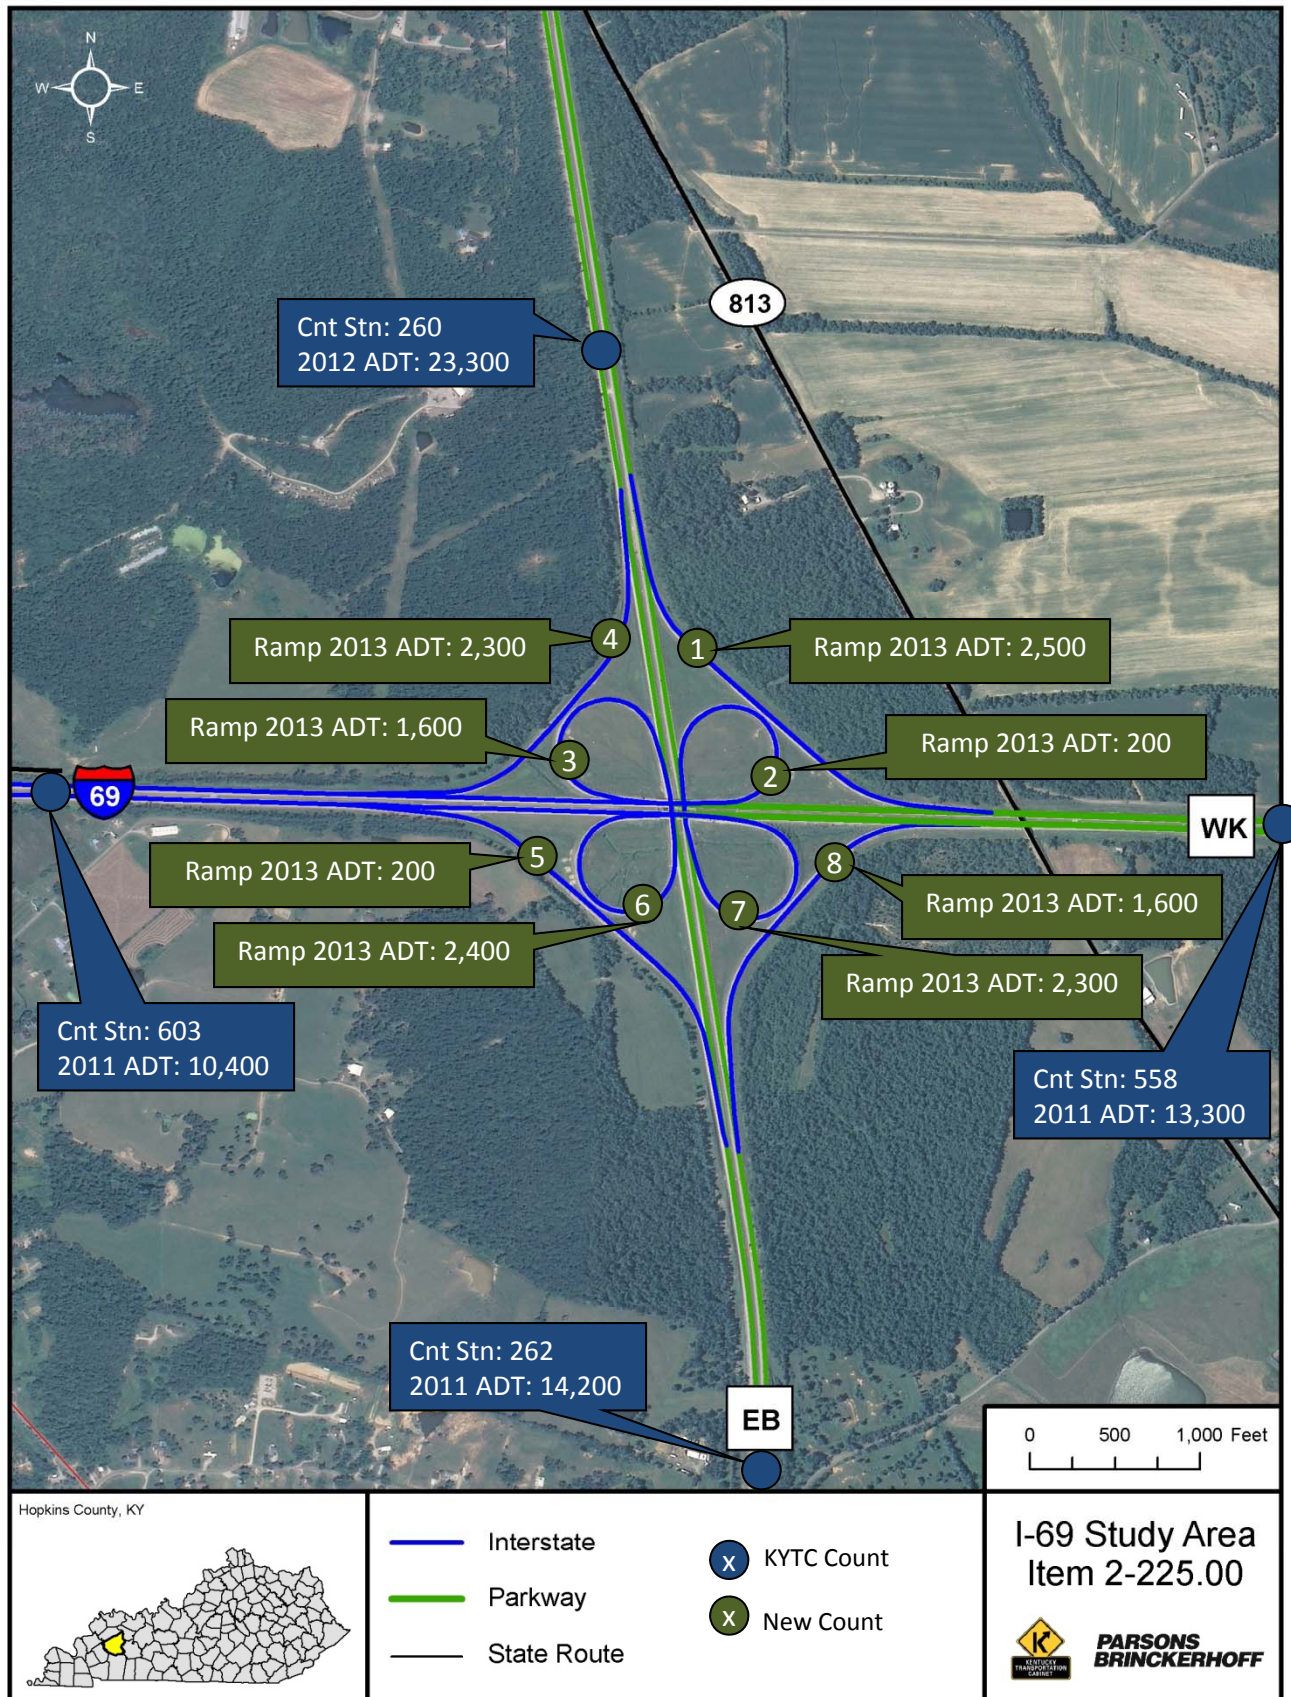 N
W E
S
813
Cnt Stn: 260
2012 ADT: 23,300
4
1
Ramp 2013 ADT: 2,300
Ramp 2013 ADT: 2,500
Ramp 2013 ADT: 1,600
3
2
Ramp 2013 ADT: 200
69
WK
5
8
Ramp 2013 ADT: 200
Ramp 2013 ADT: 1,600
6
7
Ramp 2013 ADT: 2,400
Ramp 2013 ADT: 2,300
Cnt Stn: 603
2011 ADT: 10,400
Cnt Stn: 558
2011 ADT: 13,300
Cnt Stn: 262
2011 ADT: 14,200
EB
0 500 1,000 Feet
Hopkins County, KY
Interstate
Parkway
State Route
x KYTC Count
x New Count
I-69 Study Area
Item 2-225.00
KENTUCKY
TRANSPORTATION
CABINET
PARSONS
BRINCKERHOFF